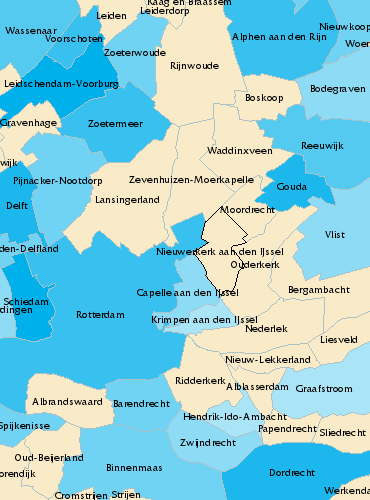 Kaag en Braassem
Leiden
Leiderdorp
Wassenaar
Voorschoten
Nieuwkoop
Alphen aan den Rijn
Zoeterwoude
Rijnwoude
Leidschendam-Voorburg
Bodegraven
Boskoop
Gravenhage
Zoetermeer
Reeuwijk
Waddinxveen
wijk
Pijnacker-Nootdorp
Zevenhuizen-Moerkapelle
Gouda
Lansingerland
Delft
Moordrecht
Vlist
den-Delfland
Nieuwerkerk aan den IJssel
Ouderkerk
Bergambacht
Capelle aan den IJssel
Schiedam
dingen
Rotterdam
Krimpen aan den IJssel
Nederlek
Liesveld
Nieuw-Lekkerland
Ridderkerk
Alblasserdam
Graafstroom
Albrandswaard
Barendrecht
Hendrik-Ido-Ambacht
Spijkenisse
Papendrecht
Sliedrecht
Zwijndrecht
Oud-Beijerland
Binnenmaas
Dordrecht
orendijk
Cromstrijen
Strijen
Werkenda